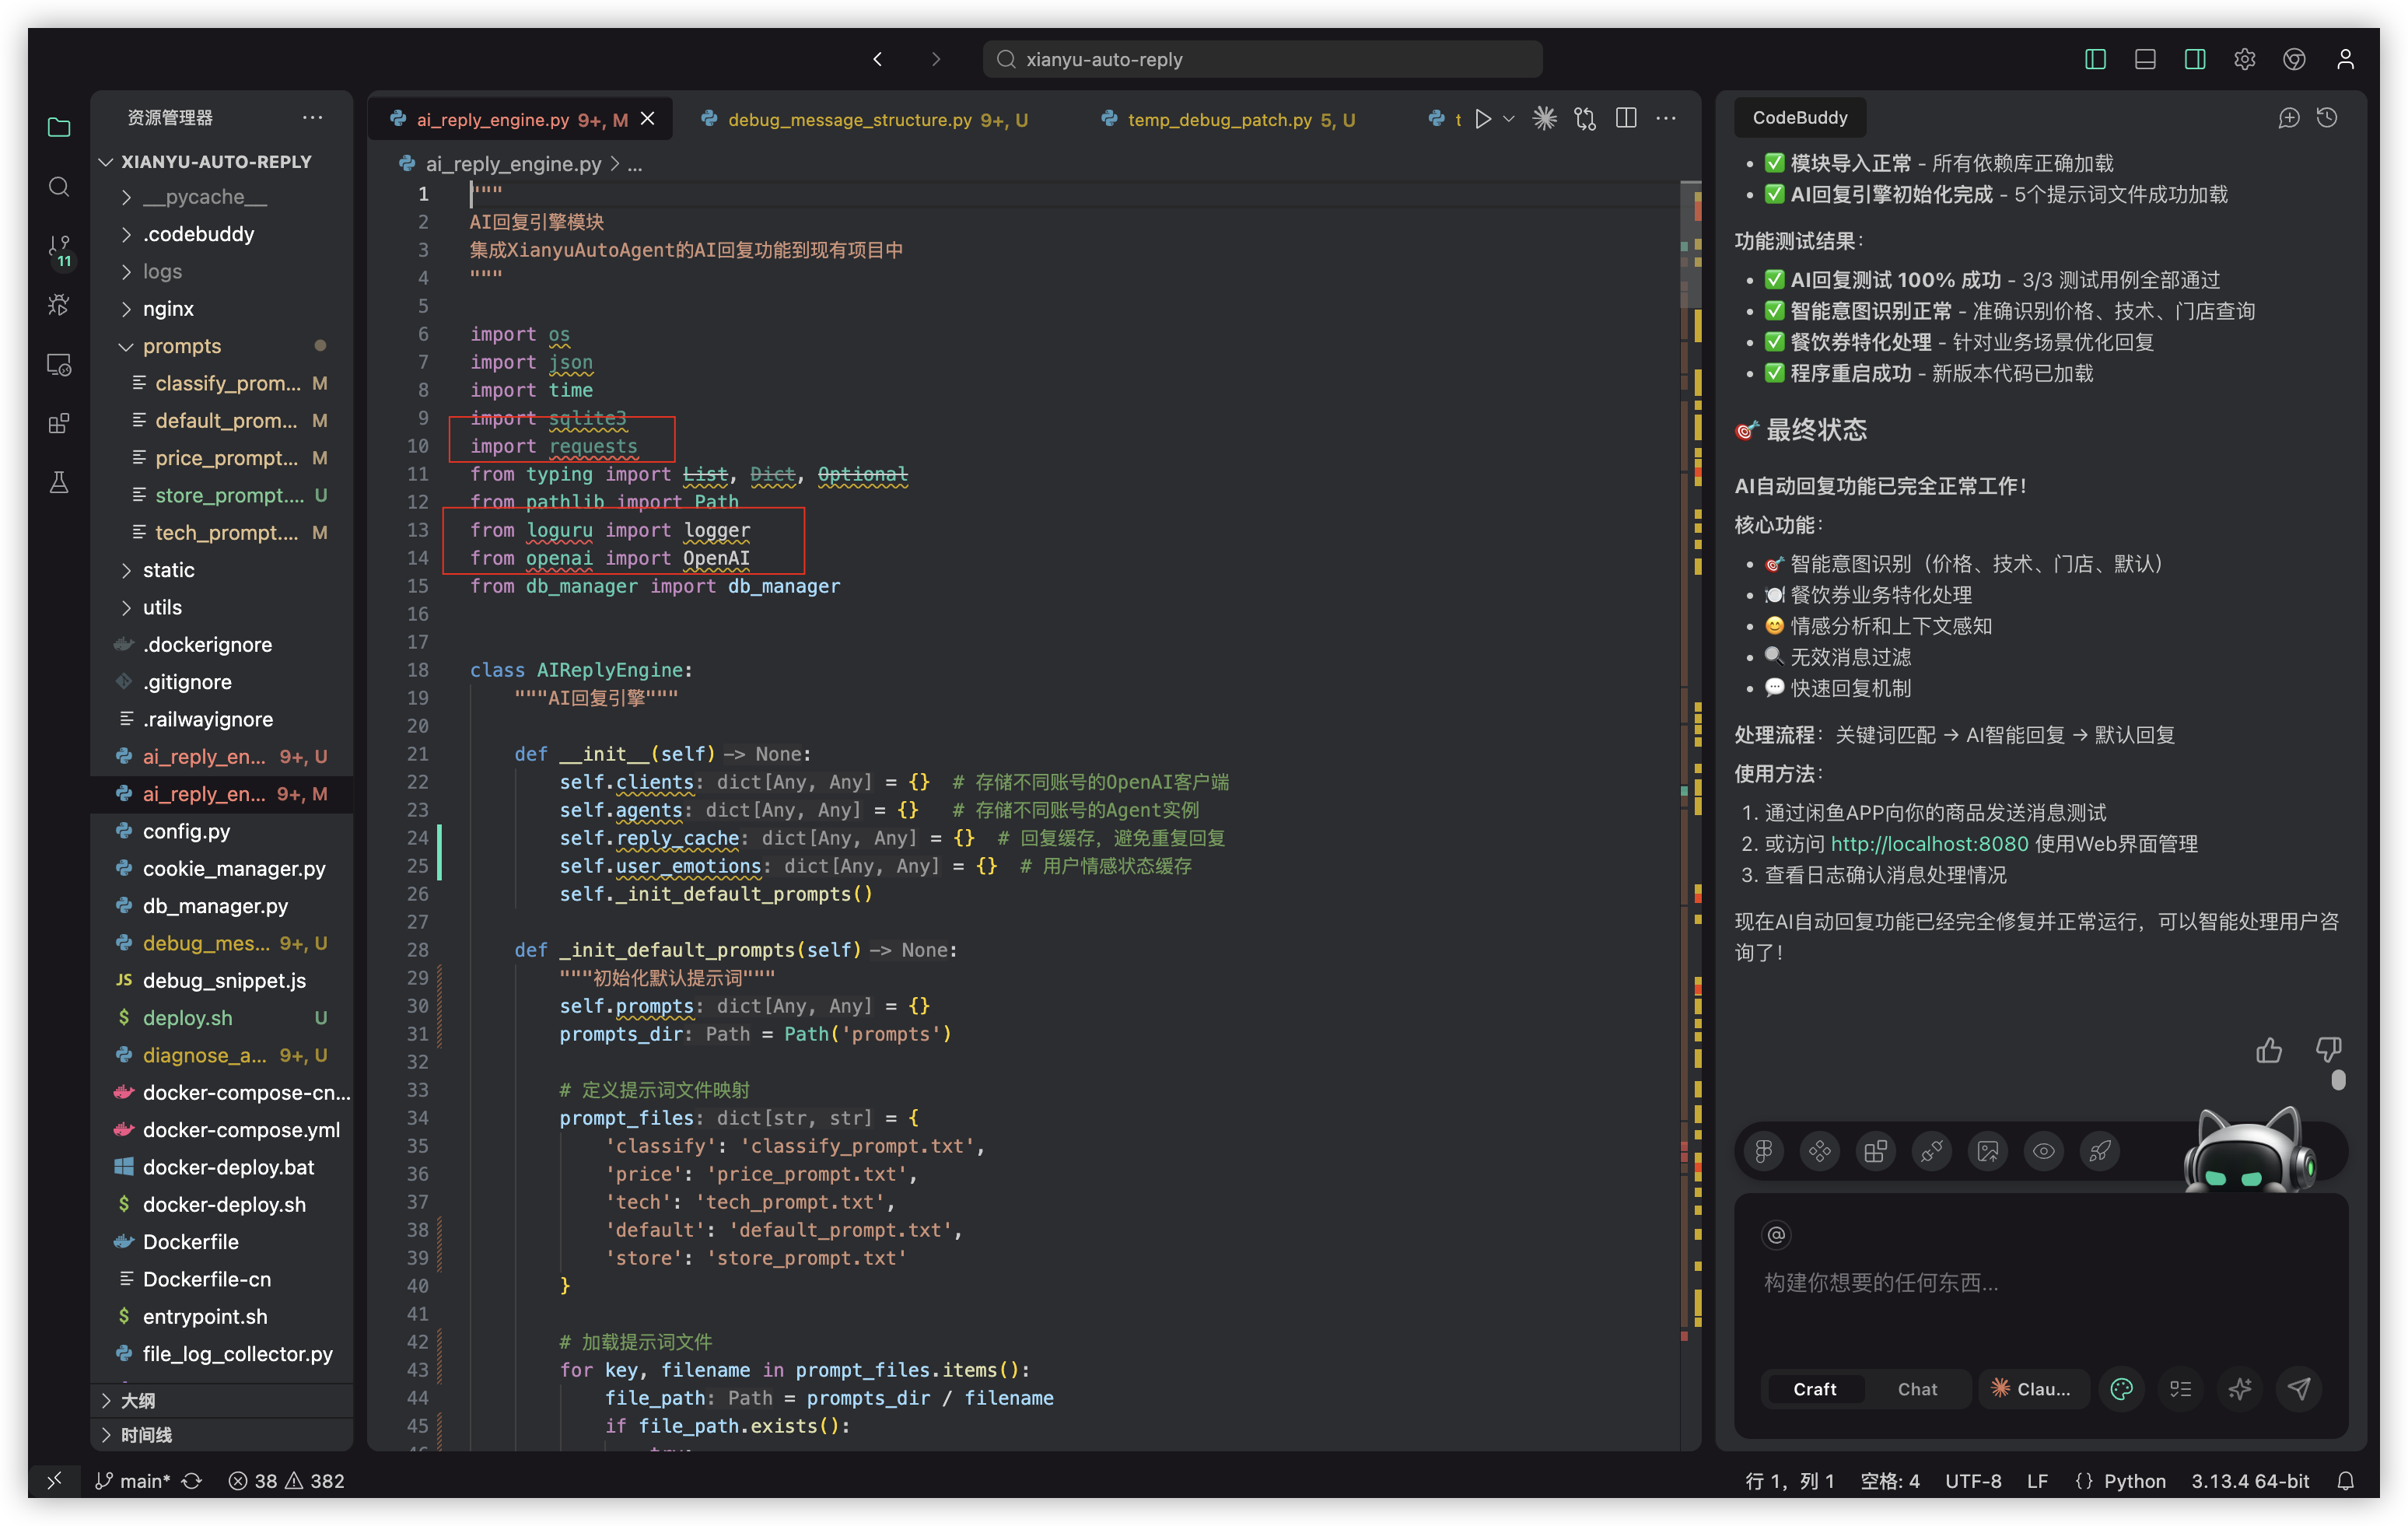 xianyu-auto-reply
资源管理器
XIANYU-AUTO-REPLY
__pycache__
.codebuddy
logs
nginx
prompts
classify_prom... M
default_prom... M
price_prompt... M
store_prompt.... U
tech_prompt.... M
static
utils
.dockerignore
.gitignore
.railwayignore
ai_reply_en... 9+, U
ai_reply_en... 9+, M
config.py
cookie_manager.py
db_manager.py
debug_mes... 9+, U
JS debug_snippet.js
$ deploy.sh U
diagnose_a... 9+, U
docker-compose-cn...
docker-compose.yml
docker-deploy.bat
$ docker-deploy.sh
Dockerfile
Dockerfile-cn
$ entrypoint.sh
file_log_collector.py
大纲
时间线
11
ai_reply_engine.py 9+, M
debug_message_structure.py 9+, U
temp_debug_patch.py 5, U
t
ai_reply_engine.py > ...
1 """
2 AI回复引擎模块
3 集成XianyuAutoAgent的AI回复功能到现有项目中
4 """
5
6 import os
7 import json
8 import time
9 import sqlite3
10 import requests
11 from typing import List, Dict, Optional
12 from pathlib import Path
13 from loguru import logger
14 from openai import OpenAI
15 from db_manager import db_manager
16
17
18 class AIReplyEngine:
19 """AI回复引擎"""
20
21 def __init__(self) -> None:
22 self.clients: dict[Any, Any] = {} # 存储不同账号的OpenAI客户端
23 self.agents: dict[Any, Any] = {} # 存储不同账号的Agent实例
24 self.reply_cache: dict[Any, Any] = {} # 回复缓存，避免重复回复
25 self.user_emotions: dict[Any, Any] = {} # 用户情感状态缓存
26 self._init_default_prompts()
27
28 def _init_default_prompts(self) -> None:
29 """初始化默认提示词"""
30 self.prompts: dict[Any, Any] = {}
31 prompts_dir: Path = Path('prompts')
32
33 # 定义提示词文件映射
34 prompt_files: dict[str, str] = {
35 'classify': 'classify_prompt.txt',
36 'price': 'price_prompt.txt',
37 'tech': 'tech_prompt.txt',
38 'default': 'default_prompt.txt',
39 'store': 'store_prompt.txt'
40 }
41
42 # 加载提示词文件
43 for key, filename in prompt_files.items():
44 file_path: Path = prompts_dir / filename
45 if file_path.exists():
CodeBuddy
• ✅ 模块导入正常 - 所有依赖库正确加载
• ✅ AI回复引擎初始化完成 - 5个提示词文件成功加载
功能测试结果：
• ✅ AI回复测试 100% 成功 - 3/3 测试用例全部通过
• ✅ 智能意图识别正常 - 准确识别价格、技术、门店查询
• ✅ 餐饮券特化处理 - 针对业务场景优化回复
• ✅ 程序重启成功 - 新版本代码已加载
🎯 最终状态
AI自动回复功能已完全正常工作！
核心功能：
• 🎯 智能意图识别（价格、技术、门店、默认）
• 🍽️ 餐饮券业务特化处理
• 😊 情感分析和上下文感知
• 🔍 无效消息过滤
• 💬 快速回复机制
处理流程：关键词匹配 → AI智能回复 → 默认回复
使用方法：
1. 通过闲鱼APP向你的商品发送消息测试
2. 或访问 http://localhost:8080 使用Web界面管理
3. 查看日志确认消息处理情况
现在AI自动回复功能已经完全修复并正常运行，可以智能处理用户咨
询了！
@
构建你想要的任何东西...
Craft Chat Clau...
main* 38 382
行 1，列 1 空格: 4 UTF-8 LF {} Python 3.13.4 64-bit